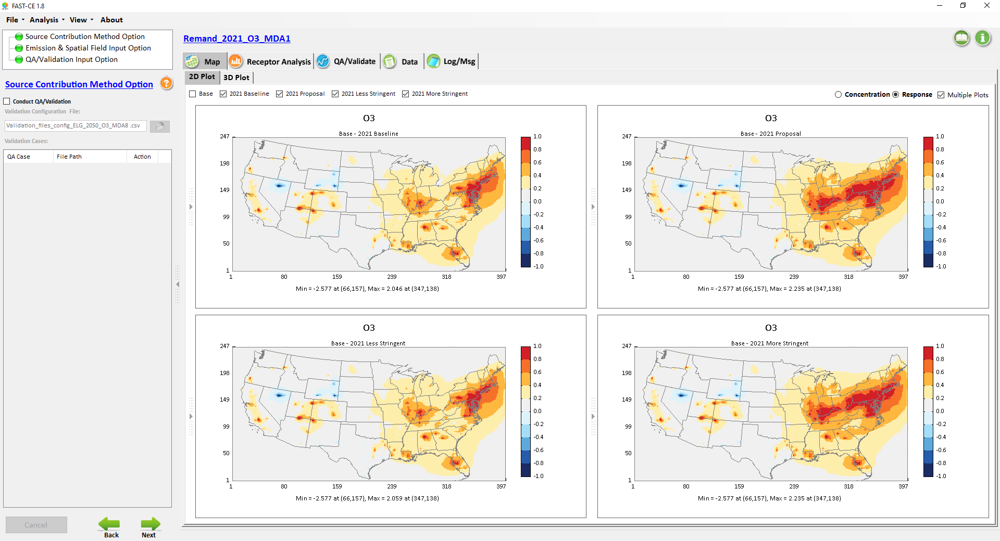 FAST-CE 1.8
File Analysis View About
Source Contribution Method Option
Emission & Spatial Field Input Option
QA/Validation Input Option
Source Contribution Method Option ?
Conduct QA/Validation
Validation Configuration File:
Validation_files_config_ELG_2050_O3_MDA8 .csv
Validation Cases:
QA Case File Path Action
Cancel
Back Next
Remand_2021_O3_MDA1
Map Receptor Analysis QA/Validate Data Log/Msg
2D Plot 3D Plot
Base 2021 Baseline 2021 Proposal 2021 Less Stringent 2021 More Stringent
Concentration Response Multiple Plots
O3
Base - 2021 Baseline
247
198
149
99
50
1
1 80 159 239 318 397
1.0
0.8
0.6
0.4
0.2
0.0
-0.2
-0.4
-0.6
-0.8
-1.0
Min = -2.577 at (66,157), Max = 2.046 at (347,138)
O3
Base - 2021 Proposal
247
198
149
99
50
1
1 80 159 239 318 397
1.0
0.8
0.6
0.4
0.2
0.0
-0.2
-0.4
-0.6
-0.8
-1.0
Min = -2.577 at (66,157), Max = 2.235 at (347,138)
O3
Base - 2021 Less Stringent
247
198
149
99
50
1
1 80 159 239 318 397
1.0
0.8
0.6
0.4
0.2
0.0
-0.2
-0.4
-0.6
-0.8
-1.0
Min = -2.577 at (66,157), Max = 2.059 at (347,138)
O3
Base - 2021 More Stringent
247
198
149
99
50
1
1 80 159 239 318 397
1.0
0.8
0.6
0.4
0.2
0.0
-0.2
-0.4
-0.6
-0.8
-1.0
Min = -2.577 at (66,157), Max = 2.235 at (347,138)